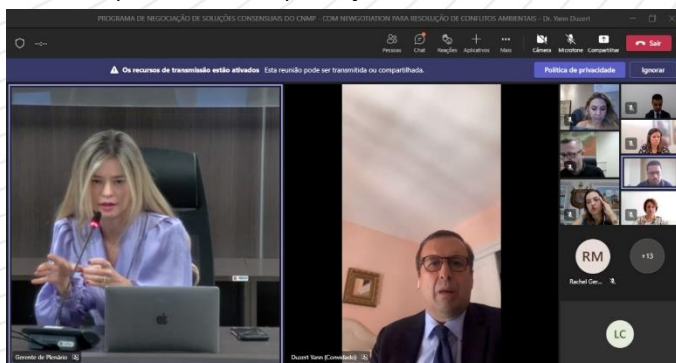 PROGRAMA DE NEGOCIAÇÃO DE SOLUÇÕES CONSENSUAIS DO CNMP - COM NEWGOTIATION PARA RESOLUÇÃO DE CONFLITOS AMBIENTAIS - Dr. Yann Duzert
Pessoas Chat Reações Aplicativos Mais Câmera Microfone Compartilhar Sair
Os recursos de transmissão estão ativados Esta reunião pode ser transmitida ou compartilhada. Política de privacidade Ignorar
RM +13
Rachel Ger...
LC
Gerente de Plenário Duzert Yann (Convidado)